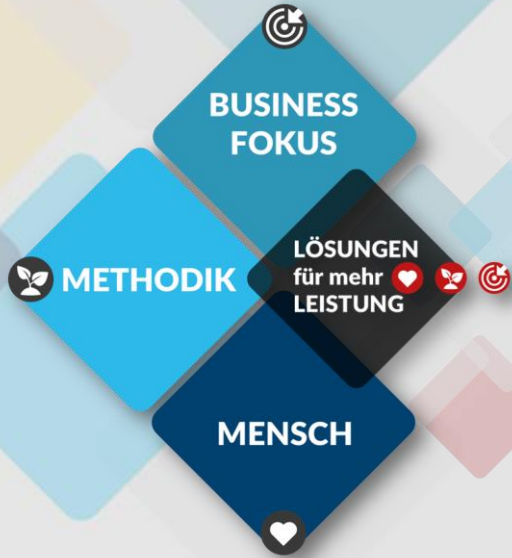 BUSINESS
FOKUS
METHODIK
LÖSUNGEN
für mehr
LEISTUNG
MENSCH